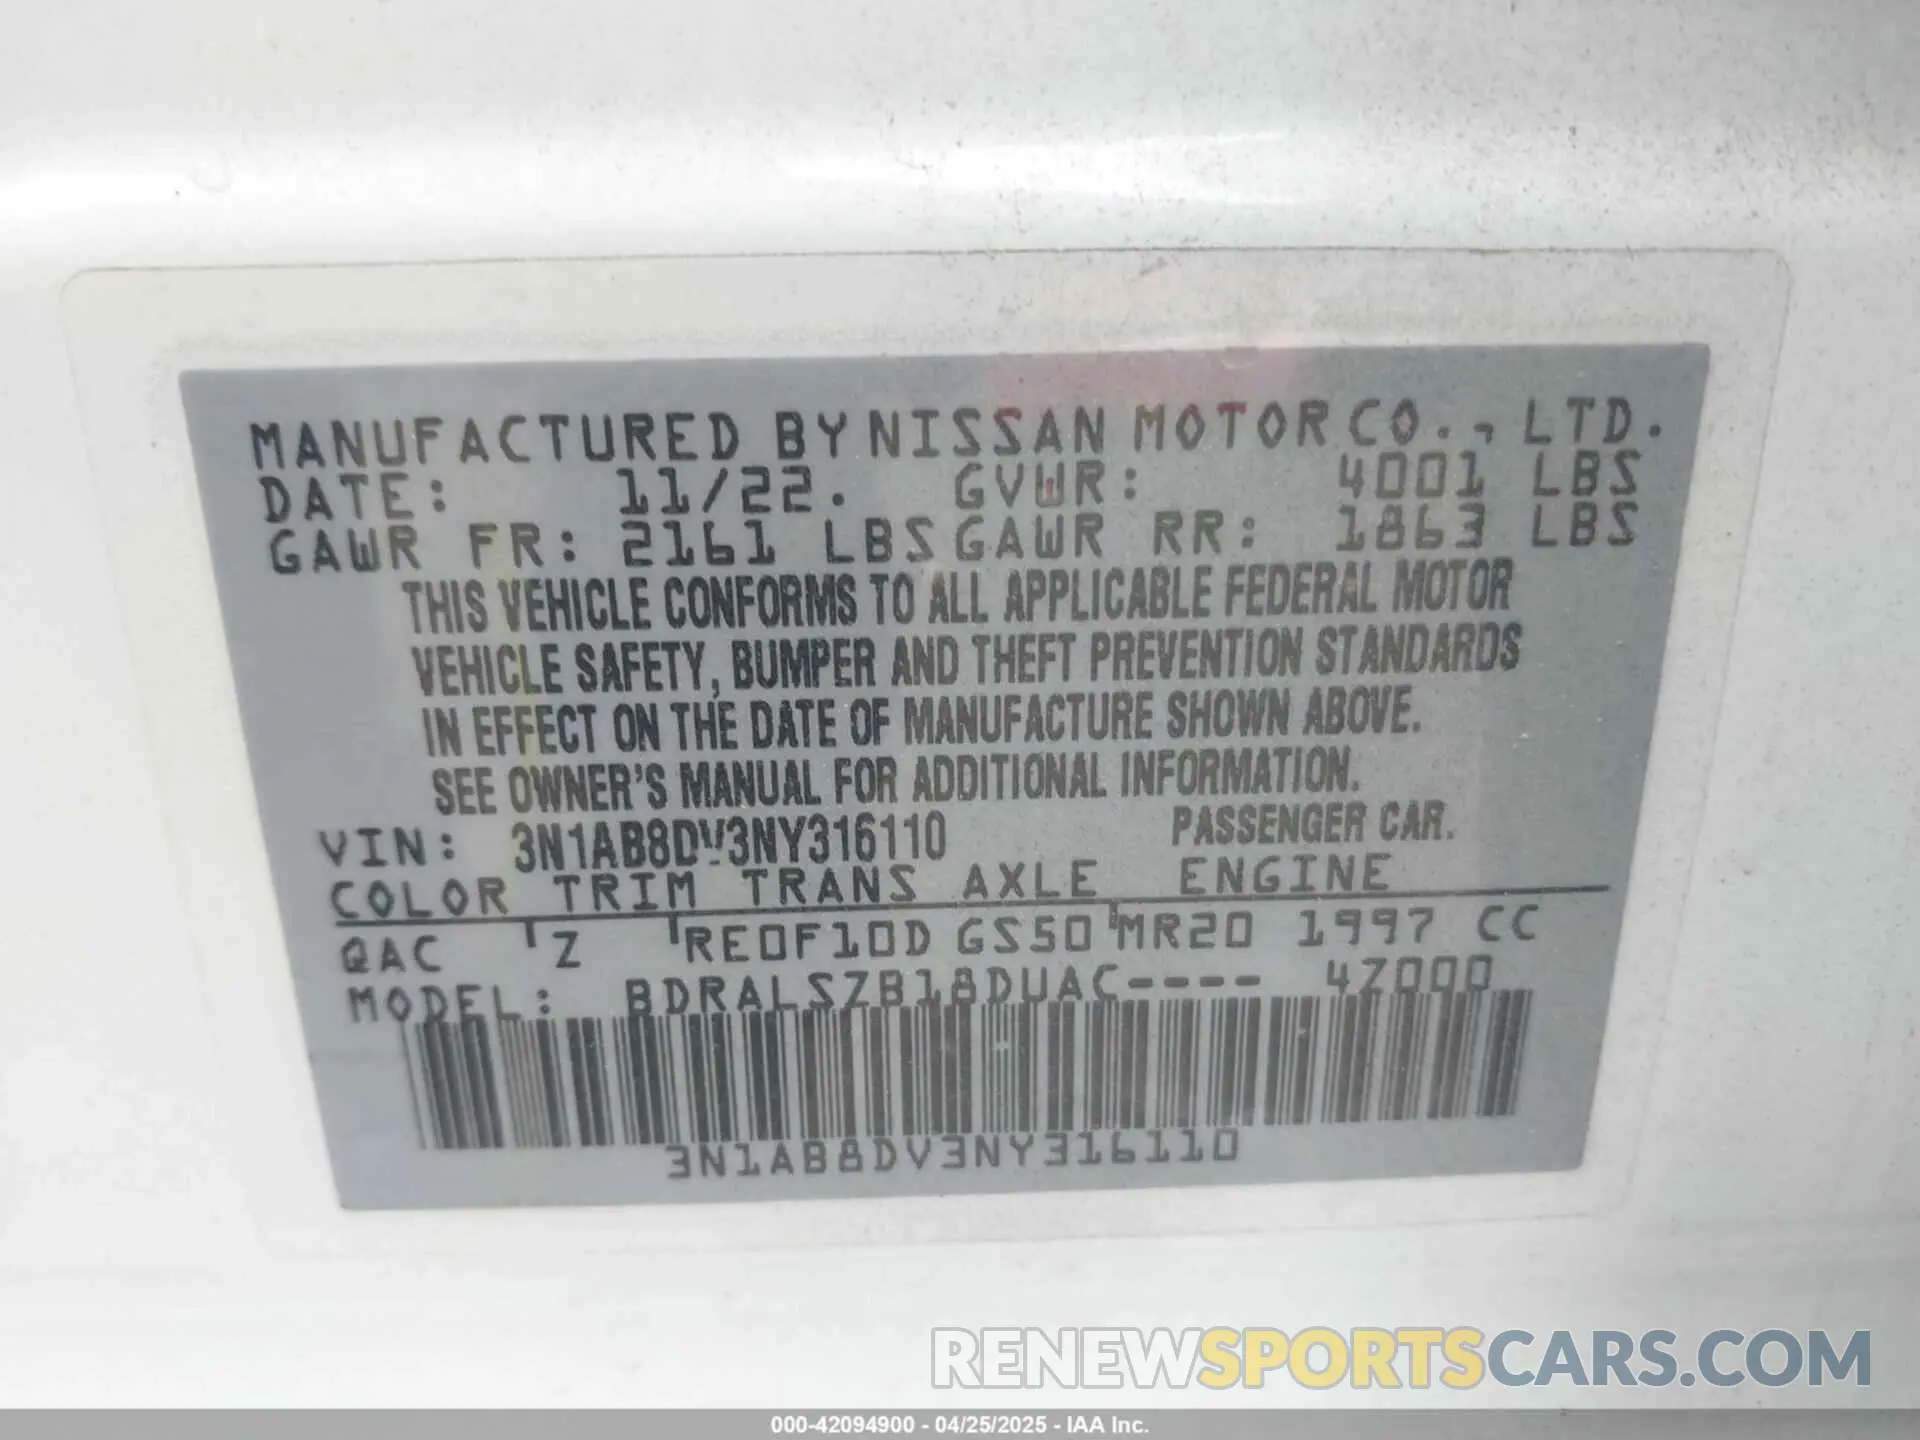 MANUFACTURED BY NISSAN MOTOR CO., LTD.
DATE: 11/22. GVWR: 4001 LBS
GAWR FR: 2161 LBS GAWR RR: 1863 LBS
THIS VEHICLE CONFORMS TO ALL APPLICABLE FEDERAL MOTOR
VEHICLE SAFETY, BUMPER AND THEFT PREVENTION STANDARDS
IN EFFECT ON THE DATE OF MANUFACTURE SHOWN ABOVE.
SEE OWNER'S MANUAL FOR ADDITIONAL INFORMATION.
VIN: 3N1AB8DV3NY316110 PASSENGER CAR.
COLOR TRIM TRANS AXLE ENGINE
QAC Z RE0F10D GS50 MR20 1997 CC
MODEL: BDRALSZB18DUAC---- 4Z000
3N1AB8DV3NY316110
RENEWSPORTSCARS.COM
000-42094900 - 04/25/2025 - IAA Inc.